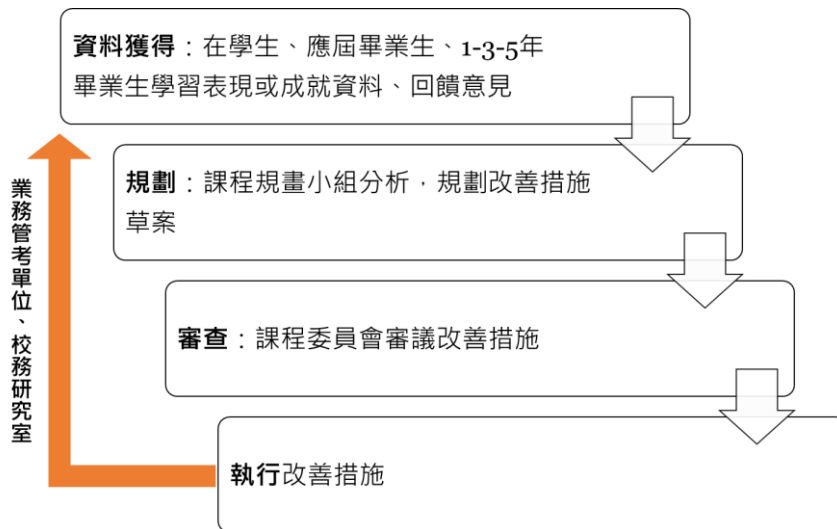 資料獲得：在學生、應屆畢業生、1-3-5年
畢業生學習表現或成就資料、回饋意見
規劃：課程規畫小組分析，規劃改善措施
草案
審查：課程委員會審議改善措施
執行改善措施
業務管考單位、校務研究室